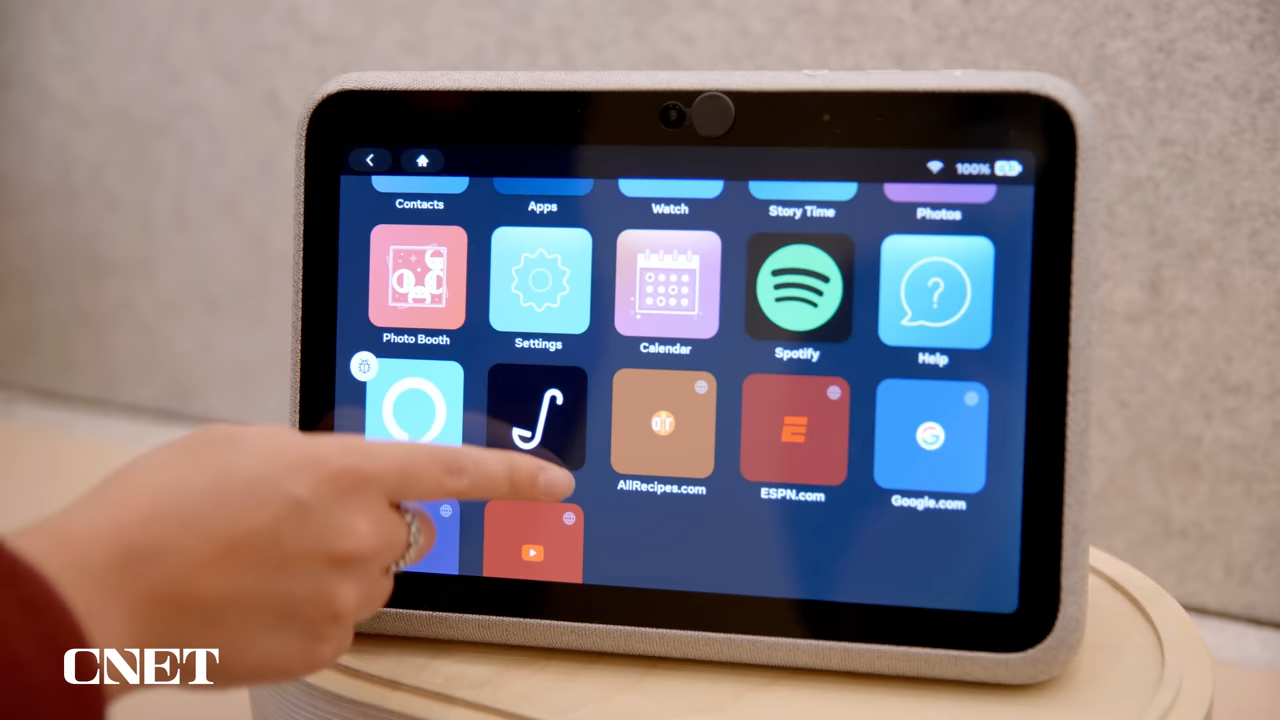 100%
Contacts
Apps
Watch
Story Time
Photos
Photo Booth
Settings
Calendar
Spotify
Help
?
ar
AllRecipes.com
E
ESPN.com
G
Google.com
CNET